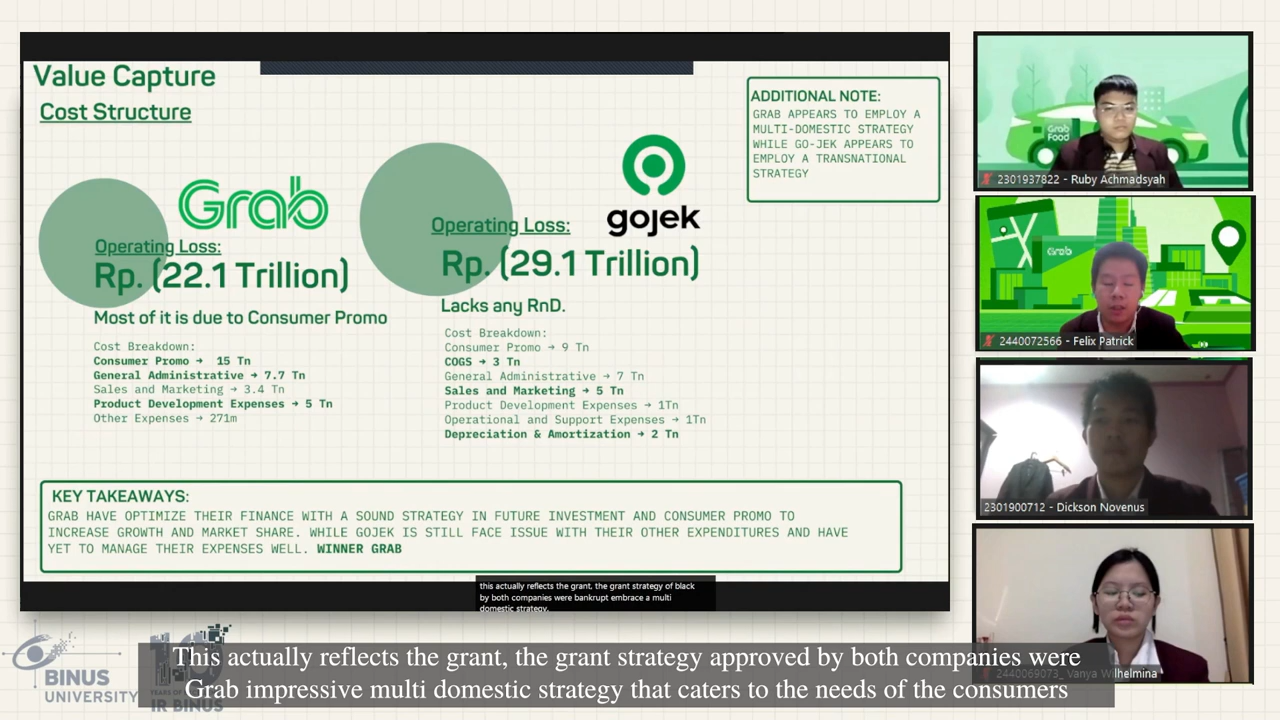 Value Capture
Cost Structure
Grab
Operating Loss:
Rp. (22.1 Trillion)
Most of it is due to Consumer Promo
Cost Breakdown:
Consumer Promo → 15 Tn
General Administrative → 7.7 Tn
Sales and Marketing → 3.4 Tn
Product Development Expenses → 5 Tn
Other Expenses → 271m
gojek
Operating Loss:
Rp. (29.1 Trillion)
Lacks any RnD.
Cost Breakdown:
Consumer Promo → 9 Tn
COGS → 3 Tn
General Administrative → 7 Tn
Sales and Marketing → 5 Tn
Product Development Expenses → 1Tn
Operational and Support Expenses → 1Tn
Depreciation & Amortization → 2 Tn
ADDITIONAL NOTE:
GRAB APPEARS TO EMPLOY A
MULTI-DOMESTIC STRATEGY
WHILE GO-JEK APPEARS TO
EMPLOY A TRANSNATIONAL
STRATEGY
KEY TAKEAWAYS:
GRAB HAVE OPTIMIZE THEIR FINANCE WITH A SOUND STRATEGY IN FUTURE INVESTMENT AND CONSUMER PROMO TO
INCREASE GROWTH AND MARKET SHARE. WHILE GOJEK IS STILL FACE ISSUE WITH THEIR OTHER EXPENDITURES AND HAVE
YET TO MANAGE THEIR EXPENSES WELL. WINNER GRAB
this actually reflects the grant, the grant strategy of black
by both companies were bankrupt embrace a multi
domestic strategy.
Grab
Food
2301937822 - Ruby Achmadsyah
Grab
2440072566 - Felix Patrick
2301900712 - Dickson Novenus
2440069073_ Vanya Wilhelmina
BINUS
UNIVERSITY
IR BINUS
This actually reflects the grant, the grant strategy approved by both companies were
Grab impressive multi domestic strategy that caters to the needs of the consumers